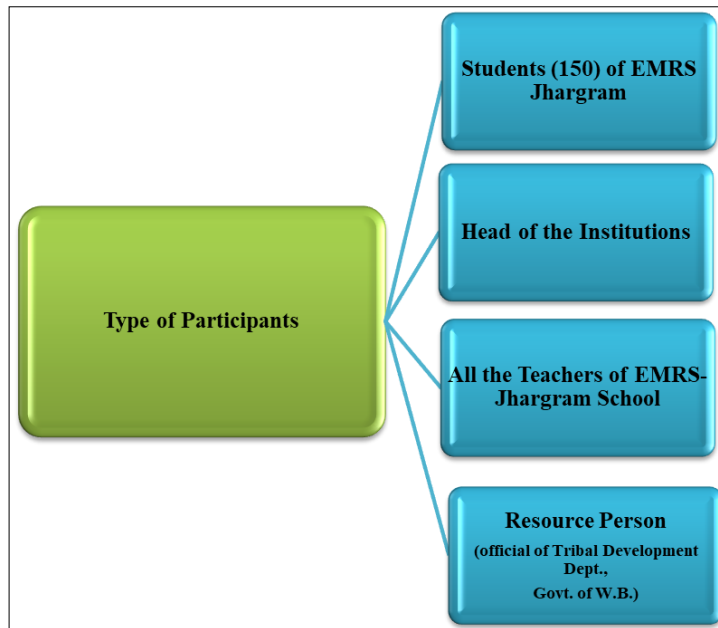 Students (150) of EMRS
Jhargram
Head of the Institutions
Type of Participants
All the Teachers of EMRS-
Jhargram School
Resource Person
(official of Tribal Development
Dept.,
Govt. of W.B.)